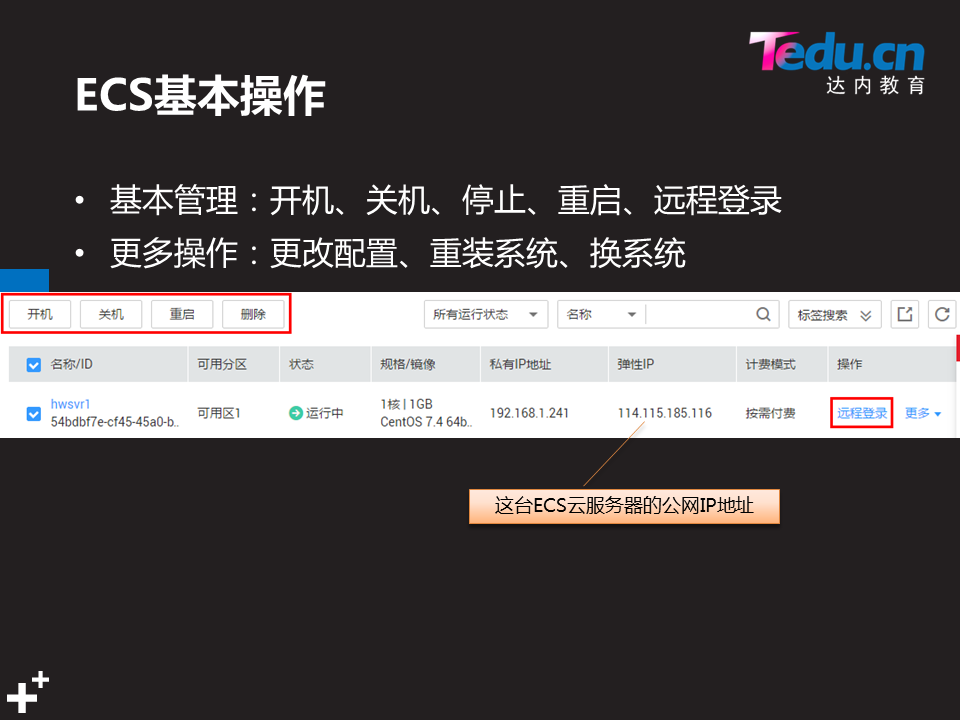 Tedu.cn
达内教育
ECS基本操作
• 基本管理：开机、关机、停止、重启、远程登录
• 更多操作：更改配置、重装系统、换系统
开机 关机 重启 删除 所有运行状态 名称 标签搜索
名称/ID 可用分区 状态 规格/镜像 私有IP地址 弹性IP 计费模式 操作
hwsvr1 1核 | 1GB
可用区1 运行中 192.168.1.241 114.115.185.116 按需付费 远程登录 更多
54bdbf7e-cf45-45a0-b.. CentOS 7.4 64b..
这台ECS云服务器的公网IP地址